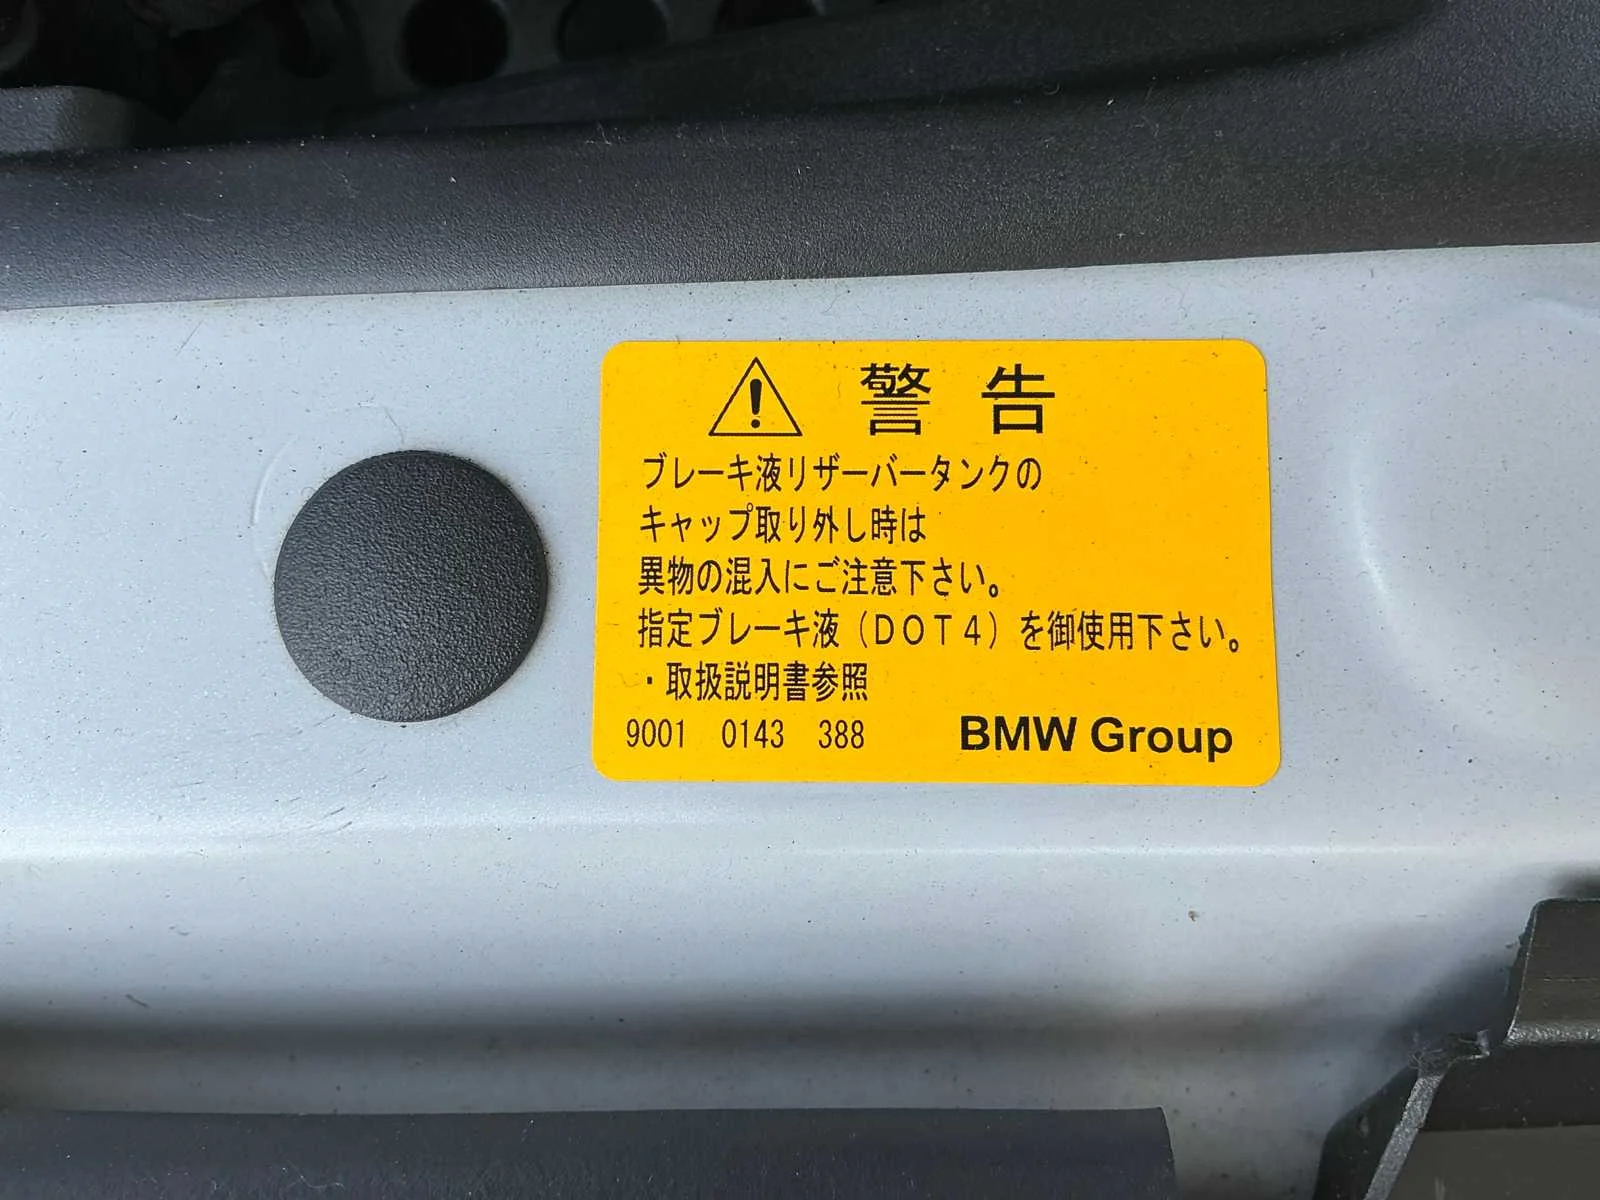 警告
ブレーキ液リザーバータンクの
キャップ取り外し時は
異物の混入にご注意下さい。
指定ブレーキ液（ＤＯＴ４）を御使用下さい。
・取扱説明書参照
9001 0143 388 BMW Group